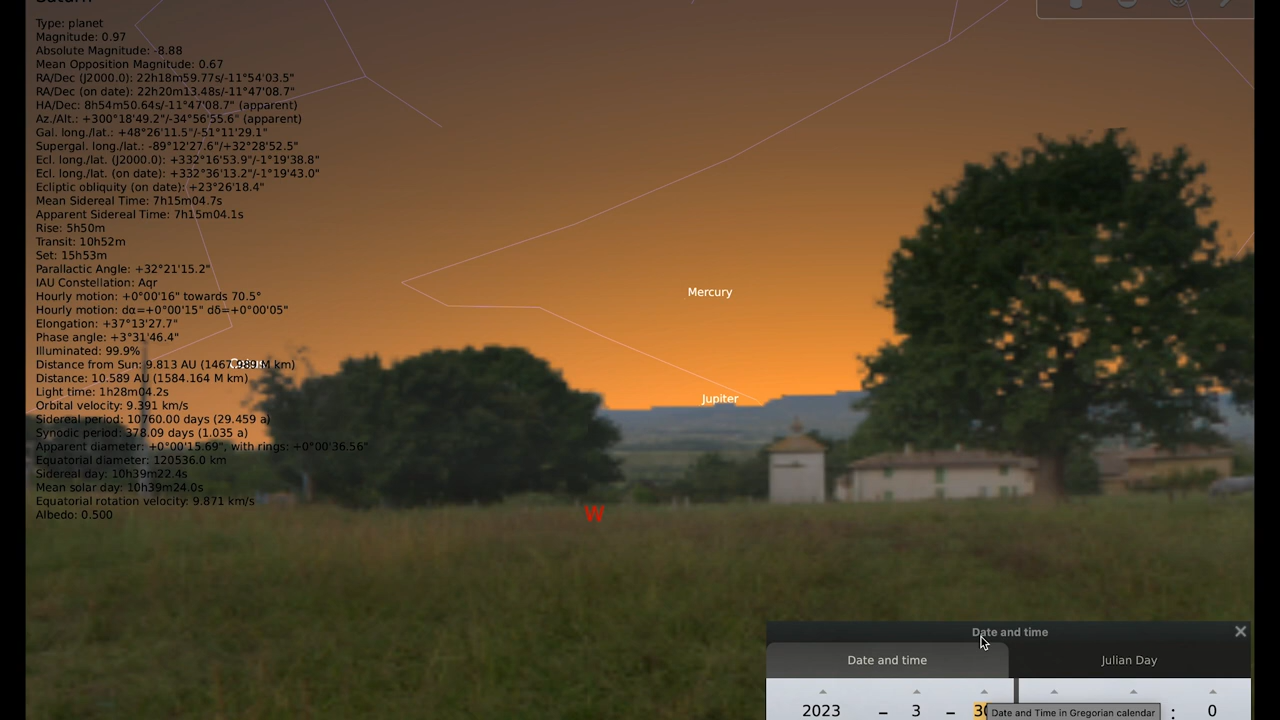 Saturn
Type: planet
Magnitude: 0.97
Absolute Magnitude: -8.88
Mean Opposition Magnitude: 0.67
RA/Dec (J2000.0): 22h18m59.77s/-11°54'03.5"
RA/Dec (on date): 22h20m13.48s/-11°47'08.7"
HA/Dec: 8h54m50.64s/-11°47'08.7" (apparent)
Az./Alt.: +300°18'49.2"/-34°56'55.6" (apparent)
Gal. long./lat.: +48°26'11.5"/-51°11'29.1"
Supergal. long./lat.: -89°12'27.6"/+32°28'52.5"
Ecl. long./lat. (J2000.0): +332°16'53.9"/-1°19'38.8"
Ecl. long./lat. (on date): +332°36'13.2"/-1°19'43.0"
Ecliptic obliquity (on date): +23°26'18.4"
Mean Sidereal Time: 7h15m04.7s
Apparent Sidereal Time: 7h15m04.1s
Rise: 5h50m
Transit: 10h52m
Set: 15h53m
Parallactic Angle: +32°21'15.2"
IAU Constellation: Aqr
Hourly motion: +0°00'16" towards 70.5°
Hourly motion: dα=+0°00'15" dδ=+0°00'05"
Elongation: +37°13'27.7"
Phase angle: +3°31'46.4"
Illuminated: 99.9%
Distance from Sun: 9.813 AU (1467.989 M km)
Distance: 10.589 AU (1584.164 M km)
Light time: 1h28m04.2s
Orbital velocity: 9.391 km/s
Sidereal period: 10760.00 days (29.459 a)
Synodic period: 378.09 days (1.035 a)
Apparent diameter: +0°00'15.69", with rings: +0°00'36.56"
Equatorial diameter: 120536.0 km
Sidereal day: 10h39m22.4s
Mean solar day: 10h39m24.0s
Equatorial rotation velocity: 9.871 km/s
Albedo: 0.500
Mercury
Jupiter
W
Date and time
Date and time
Julian Day
2023 – 3 – 30 : 0
Date and Time in Gregorian calendar